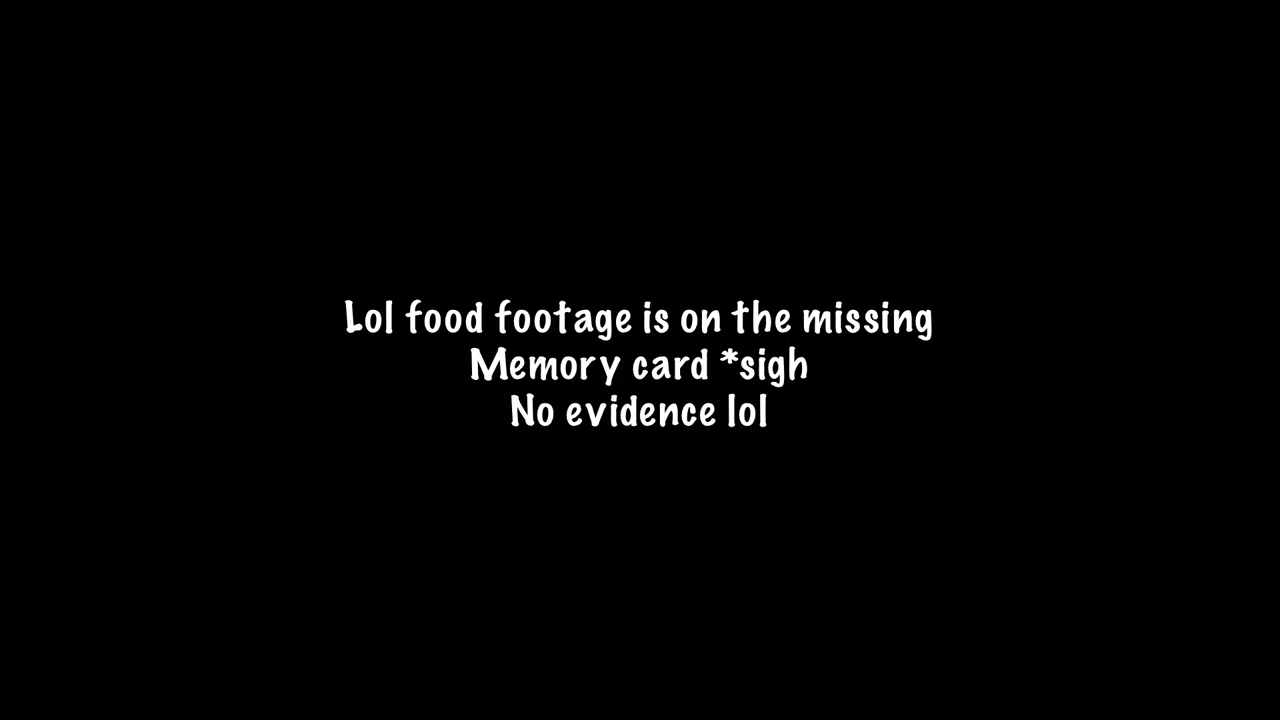 Lol food footage is on the missing
Memory card *sigh
No evidence lol